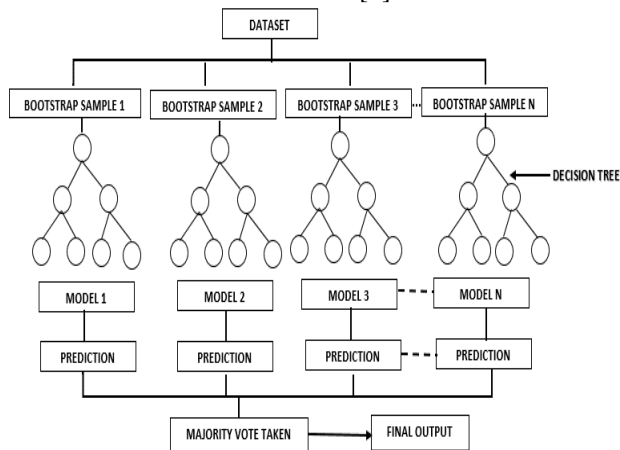 DATASET
BOOTSTRAP SAMPLE 1
BOOTSTRAP SAMPLE 2
BOOTSTRAP SAMPLE 3
BOOTSTRAP SAMPLE N
DECISION TREE
MODEL 1
MODEL 2
MODEL 3
MODEL N
PREDICTION
PREDICTION
PREDICTION
PREDICTION
MAJORITY VOTE TAKEN
FINAL OUTPUT